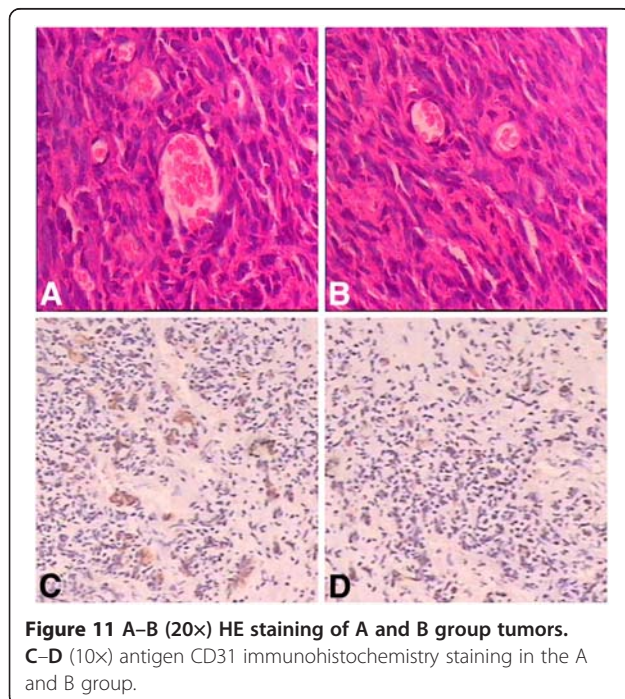 A
B
C
D
Figure 11 A–B (20×) HE staining of A and B group tumors.
C–D (10×) antigen CD31 immunohistochemistry staining in the A
and B group.